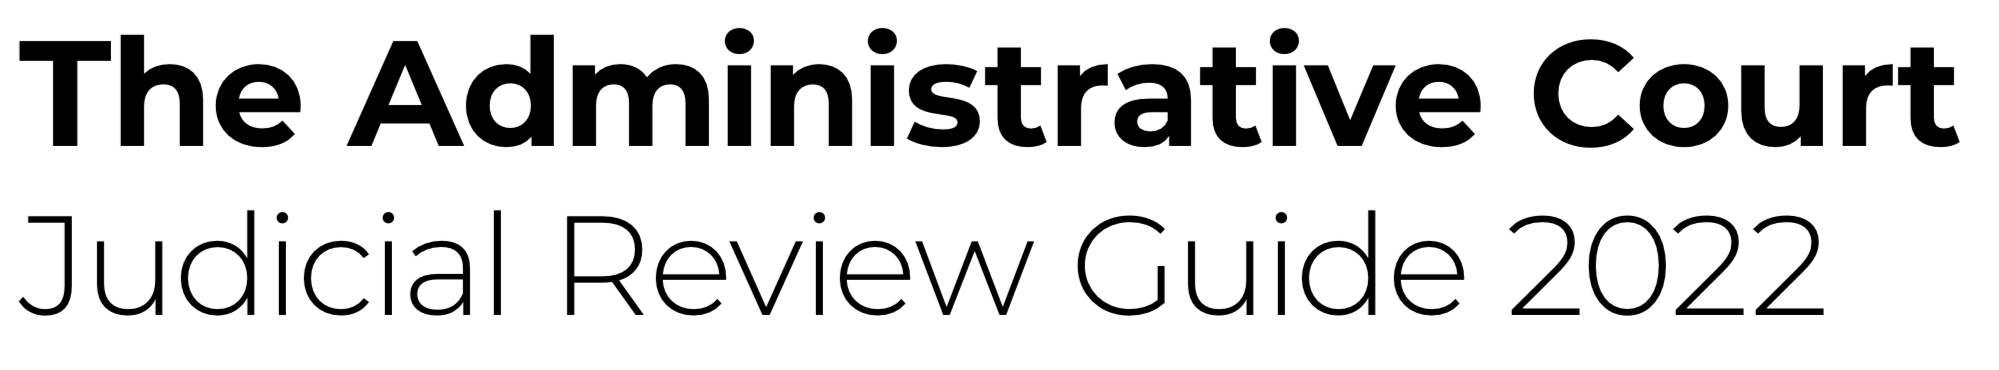 The Administrative Court
Judicial Review Guide 2022